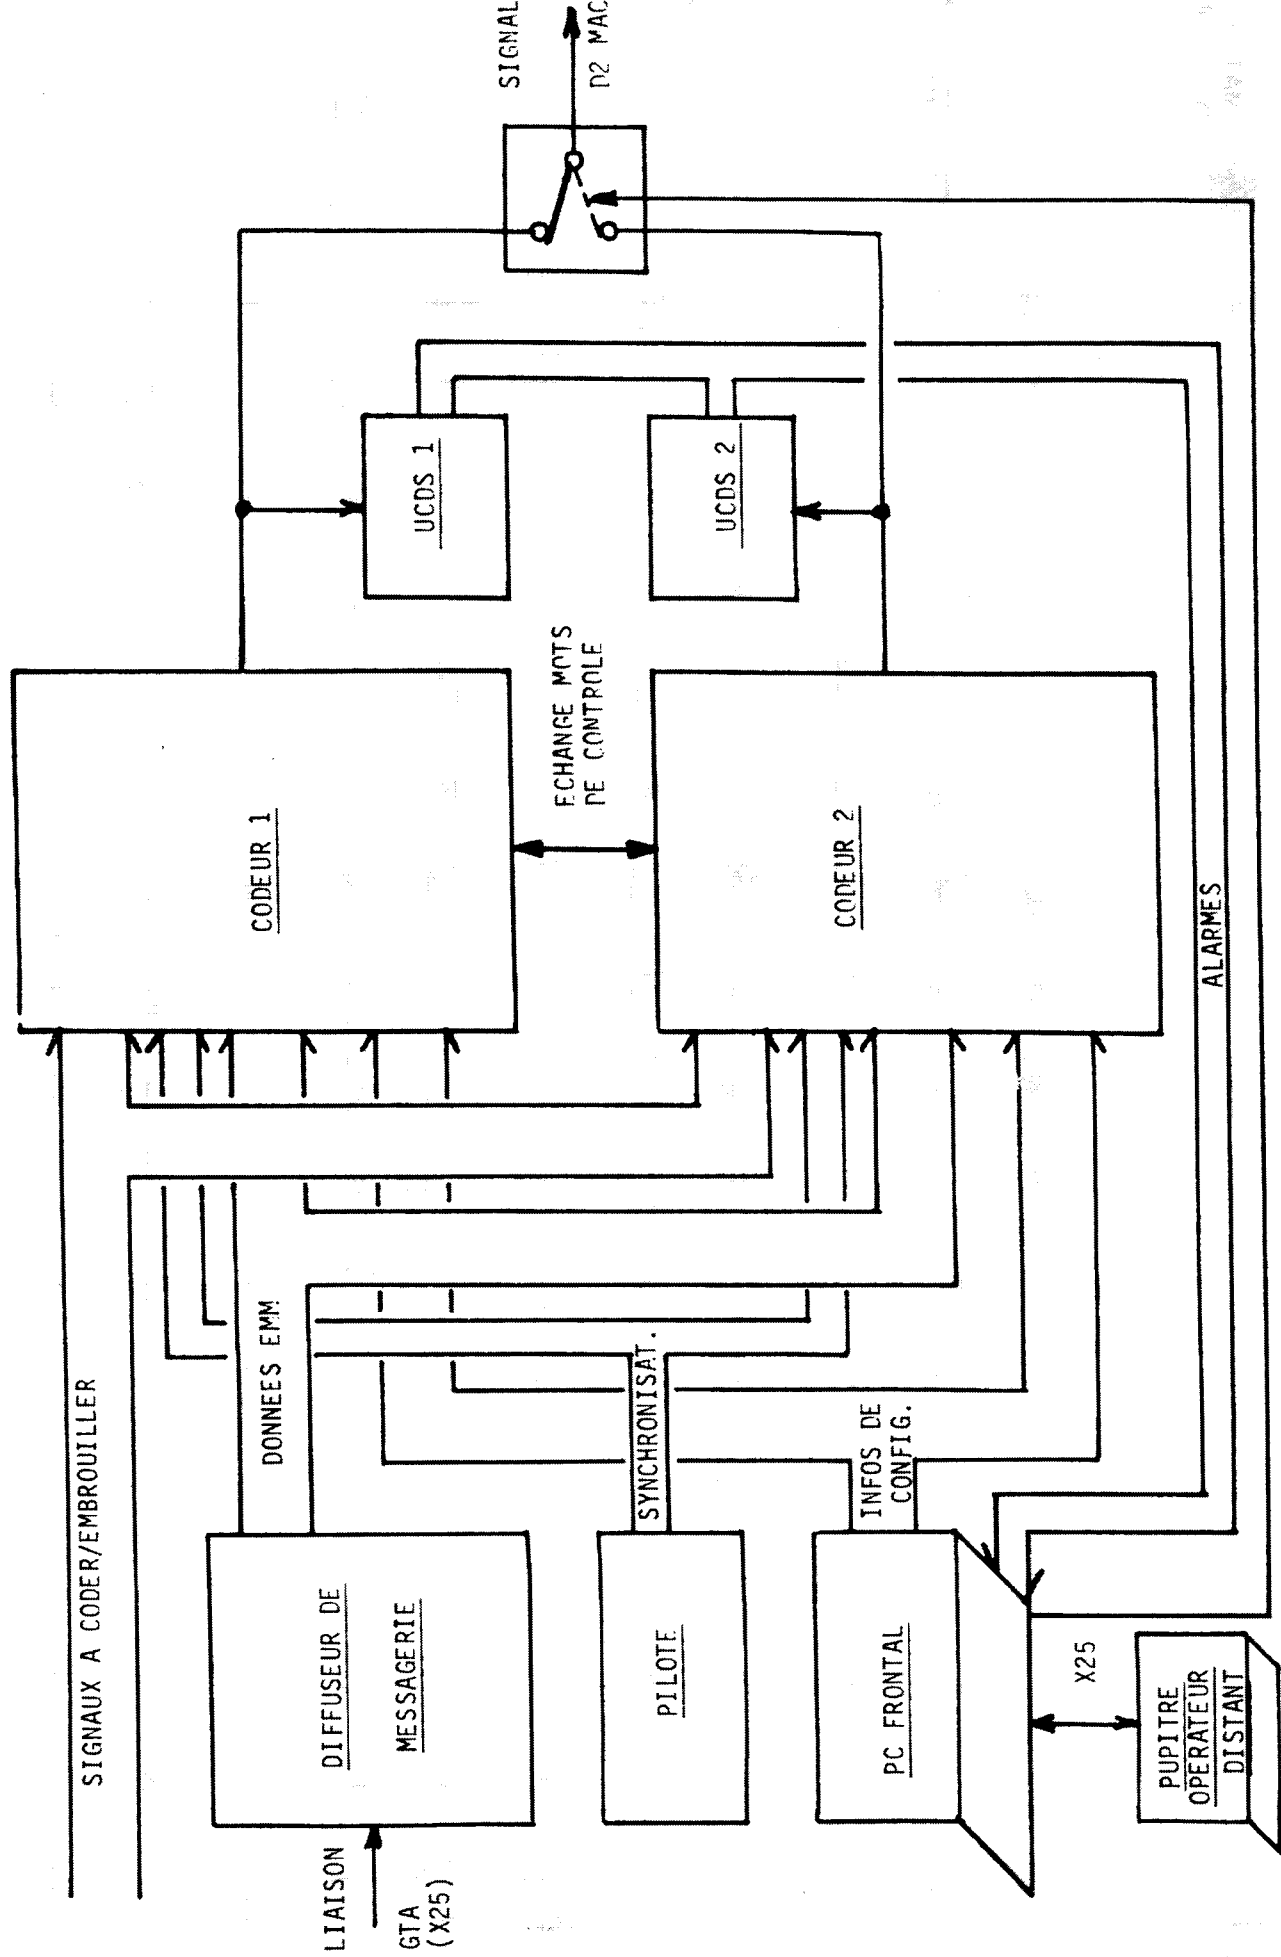 SIGNAUX A CODER/EMBROUILLER
LIAISON
GTA
(X25)
DIFFUSEUR DE
MESSAGERIE
DONNEES EMM
PILOTE
SYNCHRONISAT.
PC FRONTAL
INFOS DE
CONFIG.
X25
PUPITRE
OPERATEUR
DISTANT
CODEUR 1
ECHANGE MOTS
DE CONTROLE
CODEUR 2
ALARMES
UCDS 1
UCDS 2
SIGNAL
D2 MAC